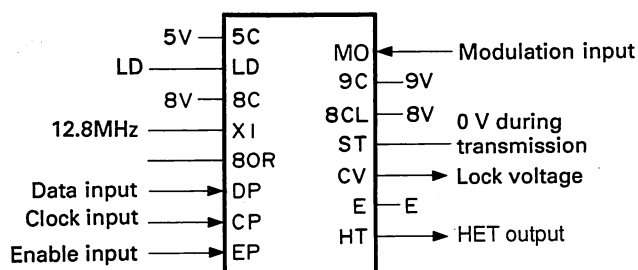 5V 5C
LD LD
8V 8C
12.8MHz XI
8OR
Data input DP
Clock input CP
Enable input EP
MO Modulation input
9C 9V
8CL 8V
ST 0 V during
transmission
CV Lock voltage
E E
HT HET output